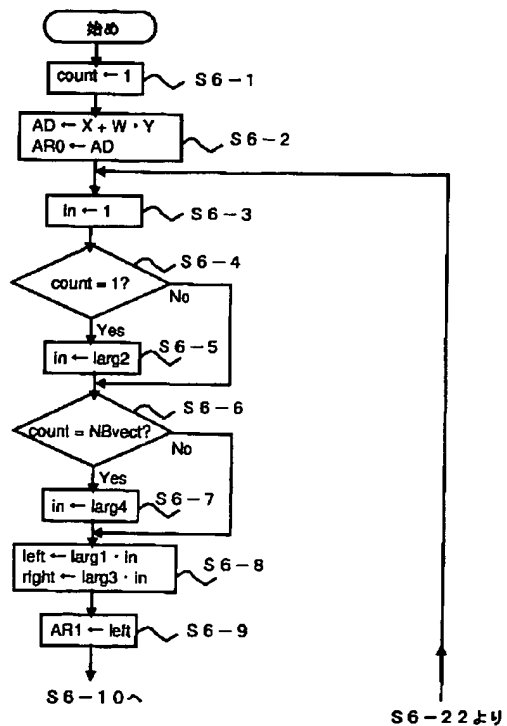 始め
count ← 1
S6-1
AD ← X + W · Y
AR0 ← AD
S6-2
in ← 1
S6-3
S6-4
count = 1?
No
Yes
in ← larg2
S6-5
S6-6
count = NBvect?
No
Yes
in ← larg4
S6-7
left ← larg1 · in
right ← larg3 · in
S6-8
AR1 ← left
S6-9
S6-10へ
S6-22より